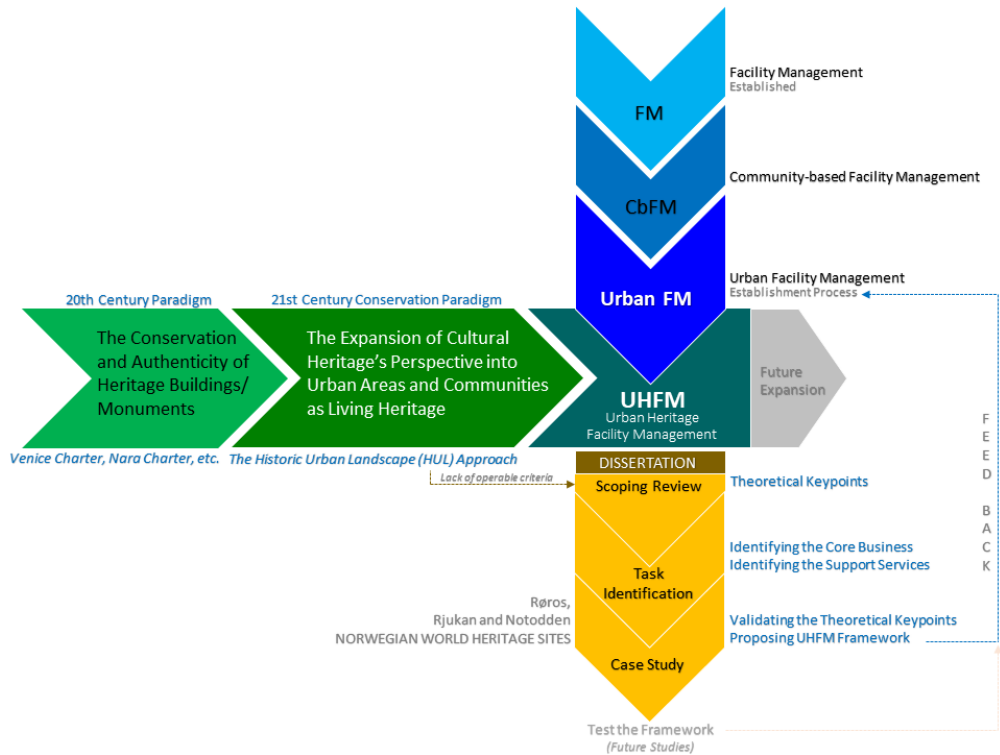 FM
Facility Management
Established
CbFM
Community-based Facility Management
Urban FM
Urban Facility Management
Establishment Process
20th Century Paradigm
The Conservation
and Authenticity of
Heritage Buildings/
Monuments
Venice Charter, Nara Charter, etc.
21st Century Conservation Paradigm
The Expansion of Cultural
Heritage's Perspective into
Urban Areas and Communities
as Living Heritage
The Historic Urban Landscape (HUL) Approach
Lack of operable criteria
UHFM
Urban Heritage
Facility Management
Future
Expansion
DISSERTATION
Scoping Review
Theoretical Keypoints
Task
Identification
Identifying the Core Business
Identifying the Support Services
Røros,
Rjukan and Notodden
NORWEGIAN WORLD HERITAGE SITES
Case Study
Validating the Theoretical Keypoints
Proposing UHFM Framework
Test the Framework
(Future Studies)
F
E
E
D
B
A
C
K